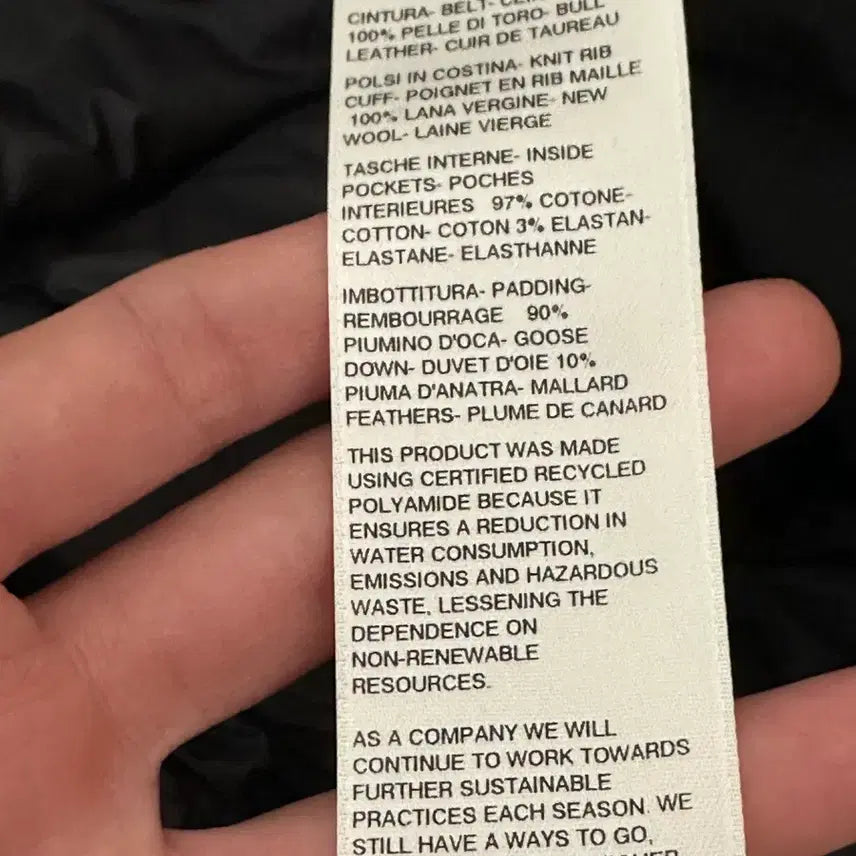 CINTURA- BELT-
100% PELLE DI TORO- BULL
LEATHER- CUIR DE TAUREAU
POLSI IN COSTINA- KNIT RIB
CUFF- POIGNET EN RIB MAILLE
100% LANA VERGINE- NEW
WOOL- LAINE VIERGE
TASCHE INTERNE- INSIDE
POCKETS- POCHES
INTERIEURES 97% COTONE-
COTTON- COTON 3% ELASTAN-
ELASTANE- ELASTHANNE
IMBOTTITURA- PADDING-
REMBOURRAGE 90%
PIUMINO D'OCA- GOOSE
DOWN- DUVET D'OIE 10%
PIUMA D'ANATRA- MALLARD
FEATHERS- PLUME DE CANARD
THIS PRODUCT WAS MADE
USING CERTIFIED RECYCLED
POLYAMIDE BECAUSE IT
ENSURES A REDUCTION IN
WATER CONSUMPTION,
EMISSIONS AND HAZARDOUS
WASTE, LESSENING THE
DEPENDENCE ON
NON-RENEWABLE
RESOURCES.
AS A COMPANY WE WILL
CONTINUE TO WORK TOWARDS
FURTHER SUSTAINABLE
PRACTICES EACH SEASON. WE
STILL HAVE A WAYS TO GO,